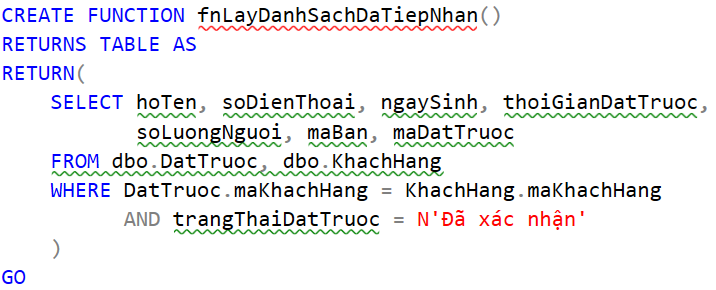 CREATE FUNCTION fnLayDanhSachDaTiepNhan()
RETURNS TABLE AS
RETURN(
    SELECT hoTen, soDienThoai, ngaySinh, thoiGianDatTruoc,
           soLuongNguoi, maBan, maDatTruoc
    FROM dbo.DatTruoc, dbo.KhachHang
    WHERE DatTruoc.maKhachHang = KhachHang.maKhachHang
          AND trangThaiDatTruoc = N'Đã xác nhận'
    )
GO